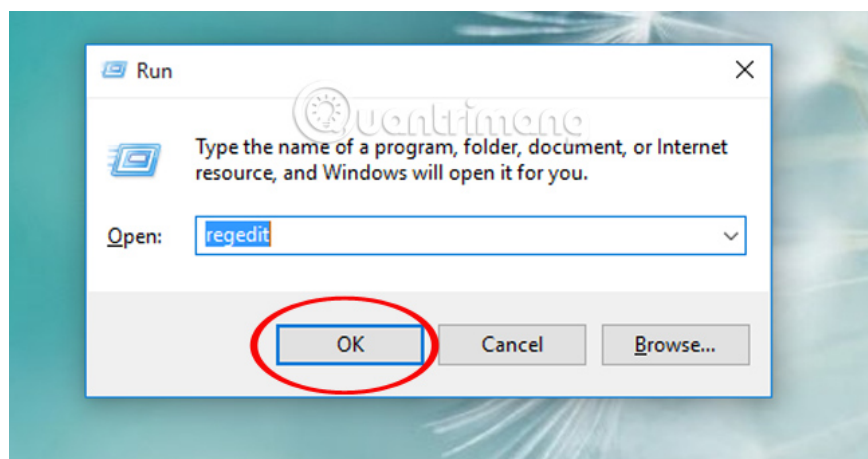 Run
Quantrimang
Type the name of a program, folder, document, or Internet
resource, and Windows will open it for you.
Open: regedit
OK Cancel Browse...